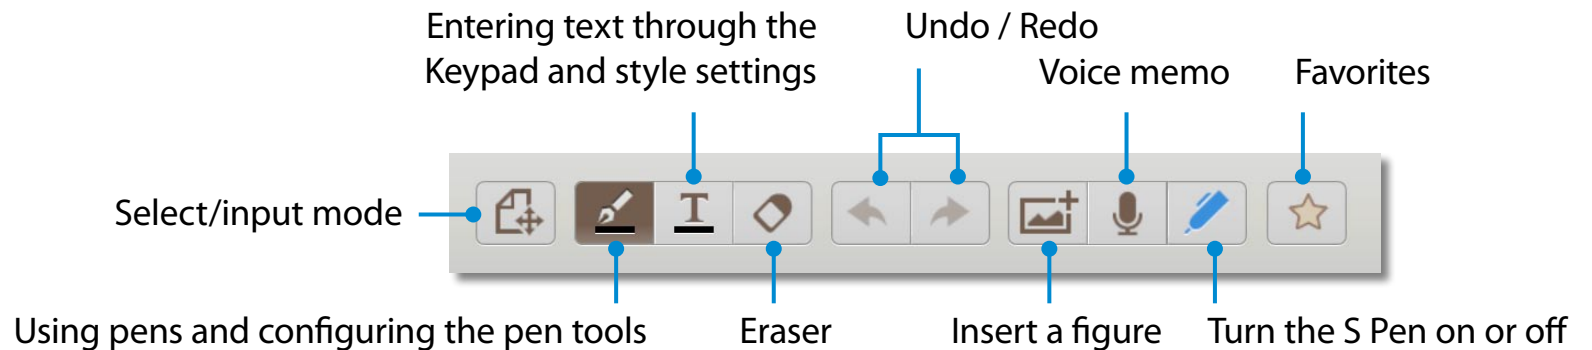 Entering text through the
Keypad and style settings
Undo / Redo
Voice memo
Favorites
Select/input mode
T
Using pens and configuring the pen tools
Eraser
Insert a figure
Turn the S Pen on or off